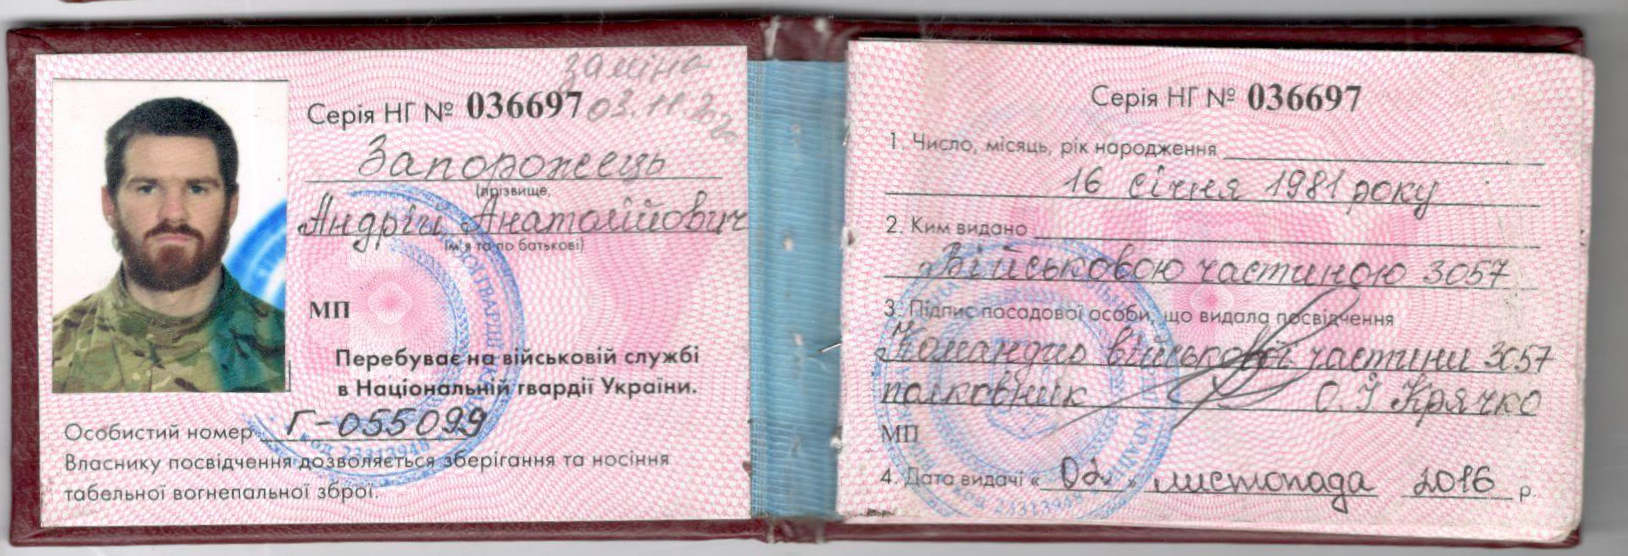 заміна
03.11.22
Серія НГ № 036697
Запорожець
(прізвище,
Андрій Анатолійович
ім'я та по батькові)
МП
Перебуває на військовій службі
в Національній гвардії України.
Особистий номер Г-055099
Власнику посвідчення дозволяється зберігання та носіння
табельної вогнепальної зброї.
Серія НГ № 036697
1. Число, місяць, рік народження
16 січня 1981 року
2. Ким видано
Військовою частиною 3057
3. Підпис посадової особи, що видала посвідчення
Командир військової частини 3057
полковник О.І Крячко
МП
4. Дата видачі « 02 » листопада 2016 р.